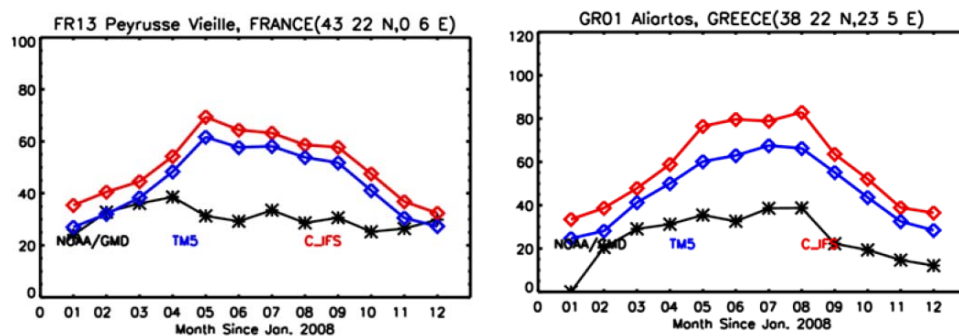 FR13 Peyrusse Vieille, FRANCE(43 22 N,0 6 E)
100
80
60
40
20
0
NOAA/GMD TM5 C_IFS
0 01 02 03 04 05 06 07 08 09 10 11 12
Month Since Jan. 2008
GR01 Aliartos, GREECE(38 22 N,23 5 E)
120
100
80
60
40
20
0
NOAA/GMD TM5 C_IFS
0 01 02 03 04 05 06 07 08 09 10 11 12
Month Since Jan. 2008